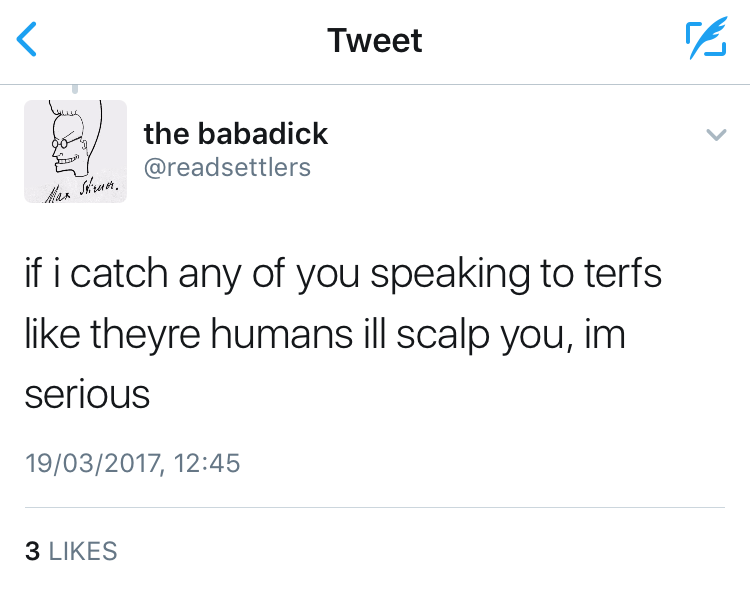 Tweet
the babadick
@readsettlers
Max Stirner.
if i catch any of you speaking to terfs
like theyre humans ill scalp you, im
serious
19/03/2017, 12:45
3 LIKES